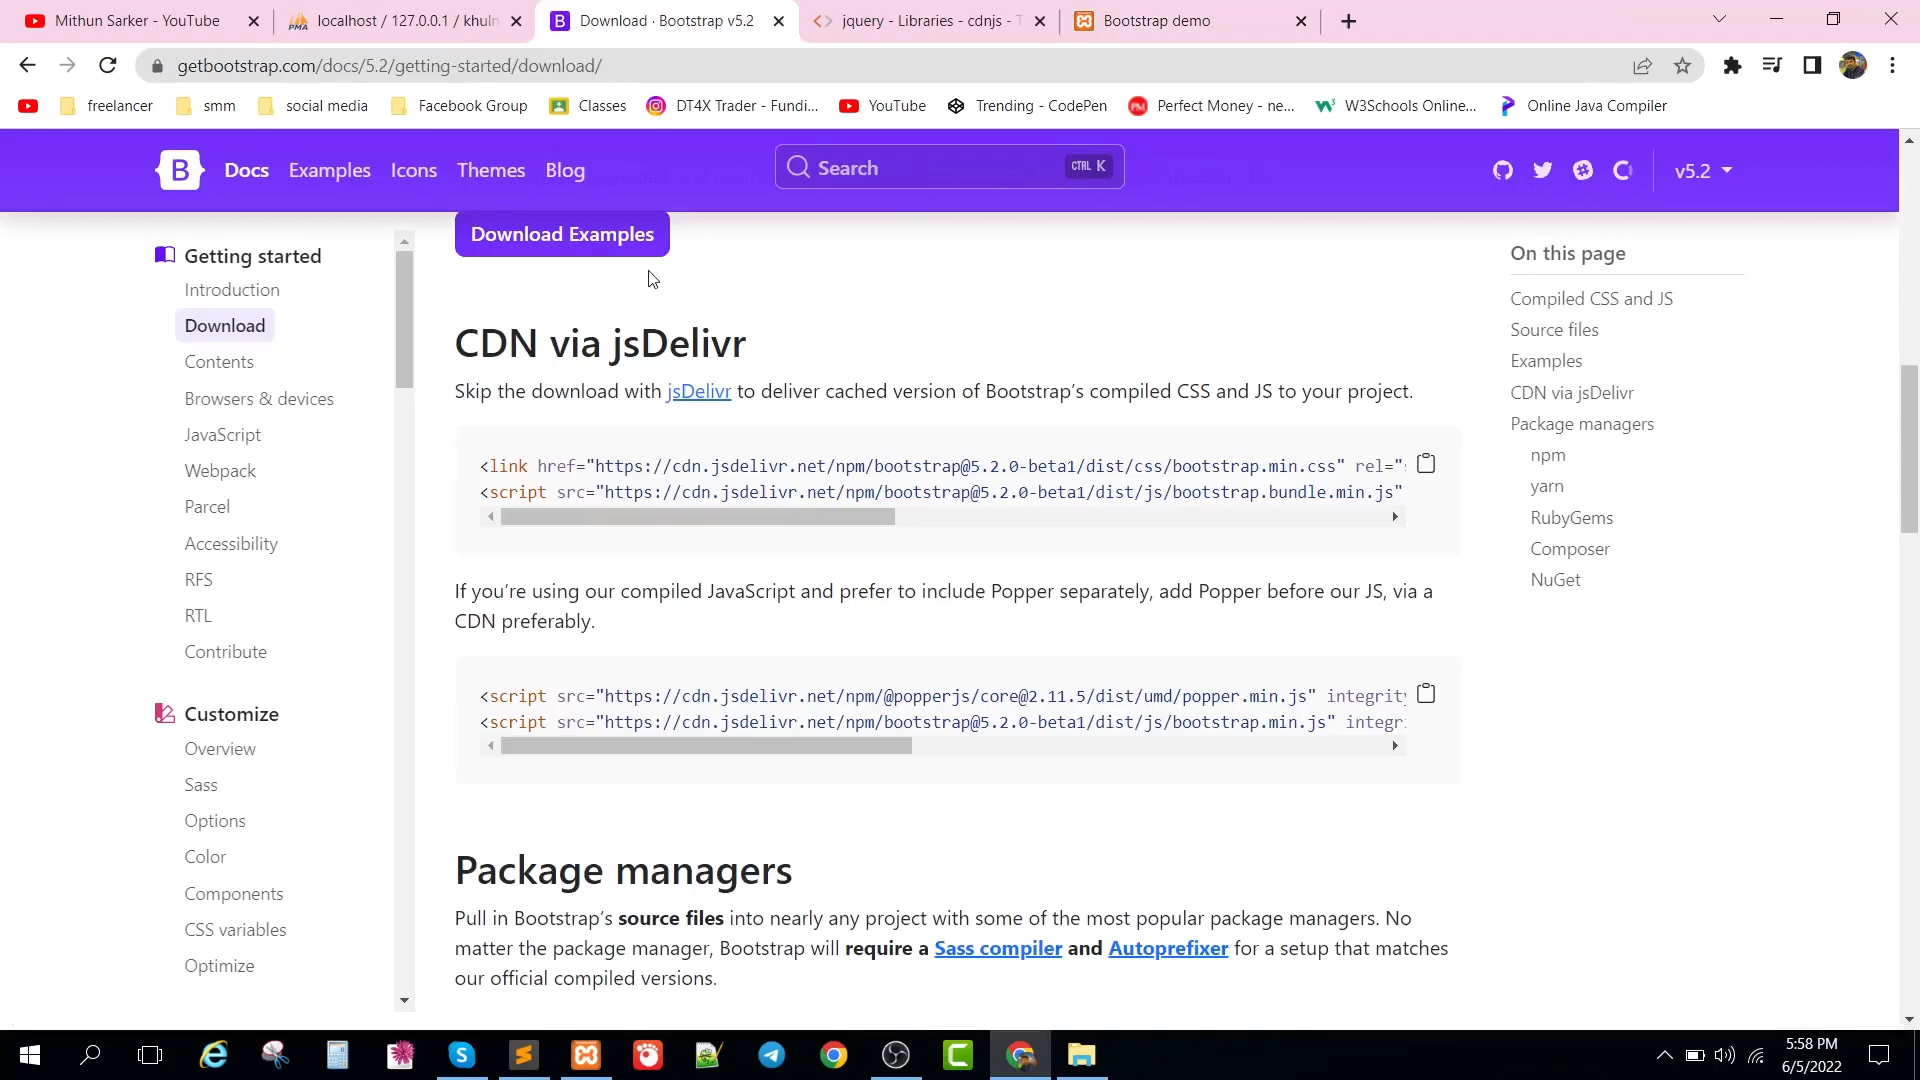 Mithun Sarker - YouTube
localhost / 127.0.0.1 / khuln
Download · Bootstrap v5.2
jquery - Libraries - cdnjs - T
Bootstrap demo
getbootstrap.com/docs/5.2/getting-started/download/
freelancer
smm
social media
Facebook Group
Classes
DT4X Trader - Fundi...
YouTube
Trending - CodePen
Perfect Money - ne...
W3Schools Online...
Online Java Compiler
B
Docs
Examples
Icons
Themes
Blog
Search
CTRL K
v5.2
Getting started
Introduction
Download
Contents
Browsers & devices
JavaScript
Webpack
Parcel
Accessibility
RFS
RTL
Contribute
Customize
Overview
Sass
Options
Color
Components
CSS variables
Optimize
Download Examples
CDN via jsDelivr
Skip the download with jsDelivr to deliver cached version of Bootstrap’s compiled CSS and JS to your project.
<link href="https://cdn.jsdelivr.net/npm/bootstrap@5.2.0-beta1/dist/css/bootstrap.min.css" rel="
<script src="https://cdn.jsdelivr.net/npm/bootstrap@5.2.0-beta1/dist/js/bootstrap.bundle.min.js"
If you’re using our compiled JavaScript and prefer to include Popper separately, add Popper before our JS, via a
CDN preferably.
<script src="https://cdn.jsdelivr.net/npm/@popperjs/core@2.11.5/dist/umd/popper.min.js" integrity
<script src="https://cdn.jsdelivr.net/npm/bootstrap@5.2.0-beta1/dist/js/bootstrap.min.js" integr
Package managers
Pull in Bootstrap’s source files into nearly any project with some of the most popular package managers. No
matter the package manager, Bootstrap will require a Sass compiler and Autoprefixer for a setup that matches
our official compiled versions.
On this page
Compiled CSS and JS
Source files
Examples
CDN via jsDelivr
Package managers
npm
yarn
RubyGems
Composer
NuGet
5:58 PM
6/5/2022